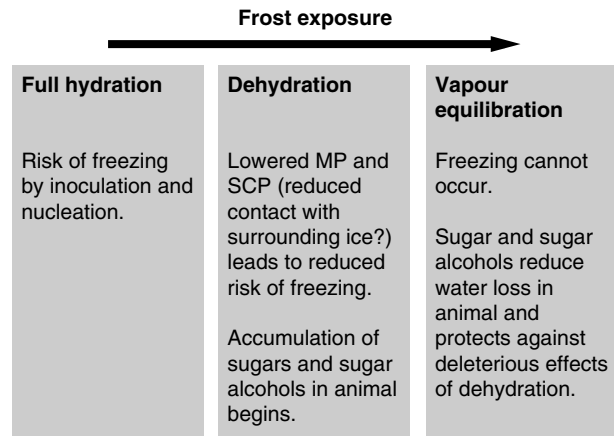 Frost exposure
Full hydration
Risk of freezing
by inoculation and
nucleation.
Dehydration
Lowered MP and
SCP (reduced
contact with
surrounding ice?)
leads to reduced
risk of freezing.
Accumulation of
sugars and sugar
alcohols in animal
begins.
Vapour
equilibration
Freezing cannot
occur.
Sugar and sugar
alcohols reduce
water loss in
animal and
protects against
deleterious effects
of dehydration.